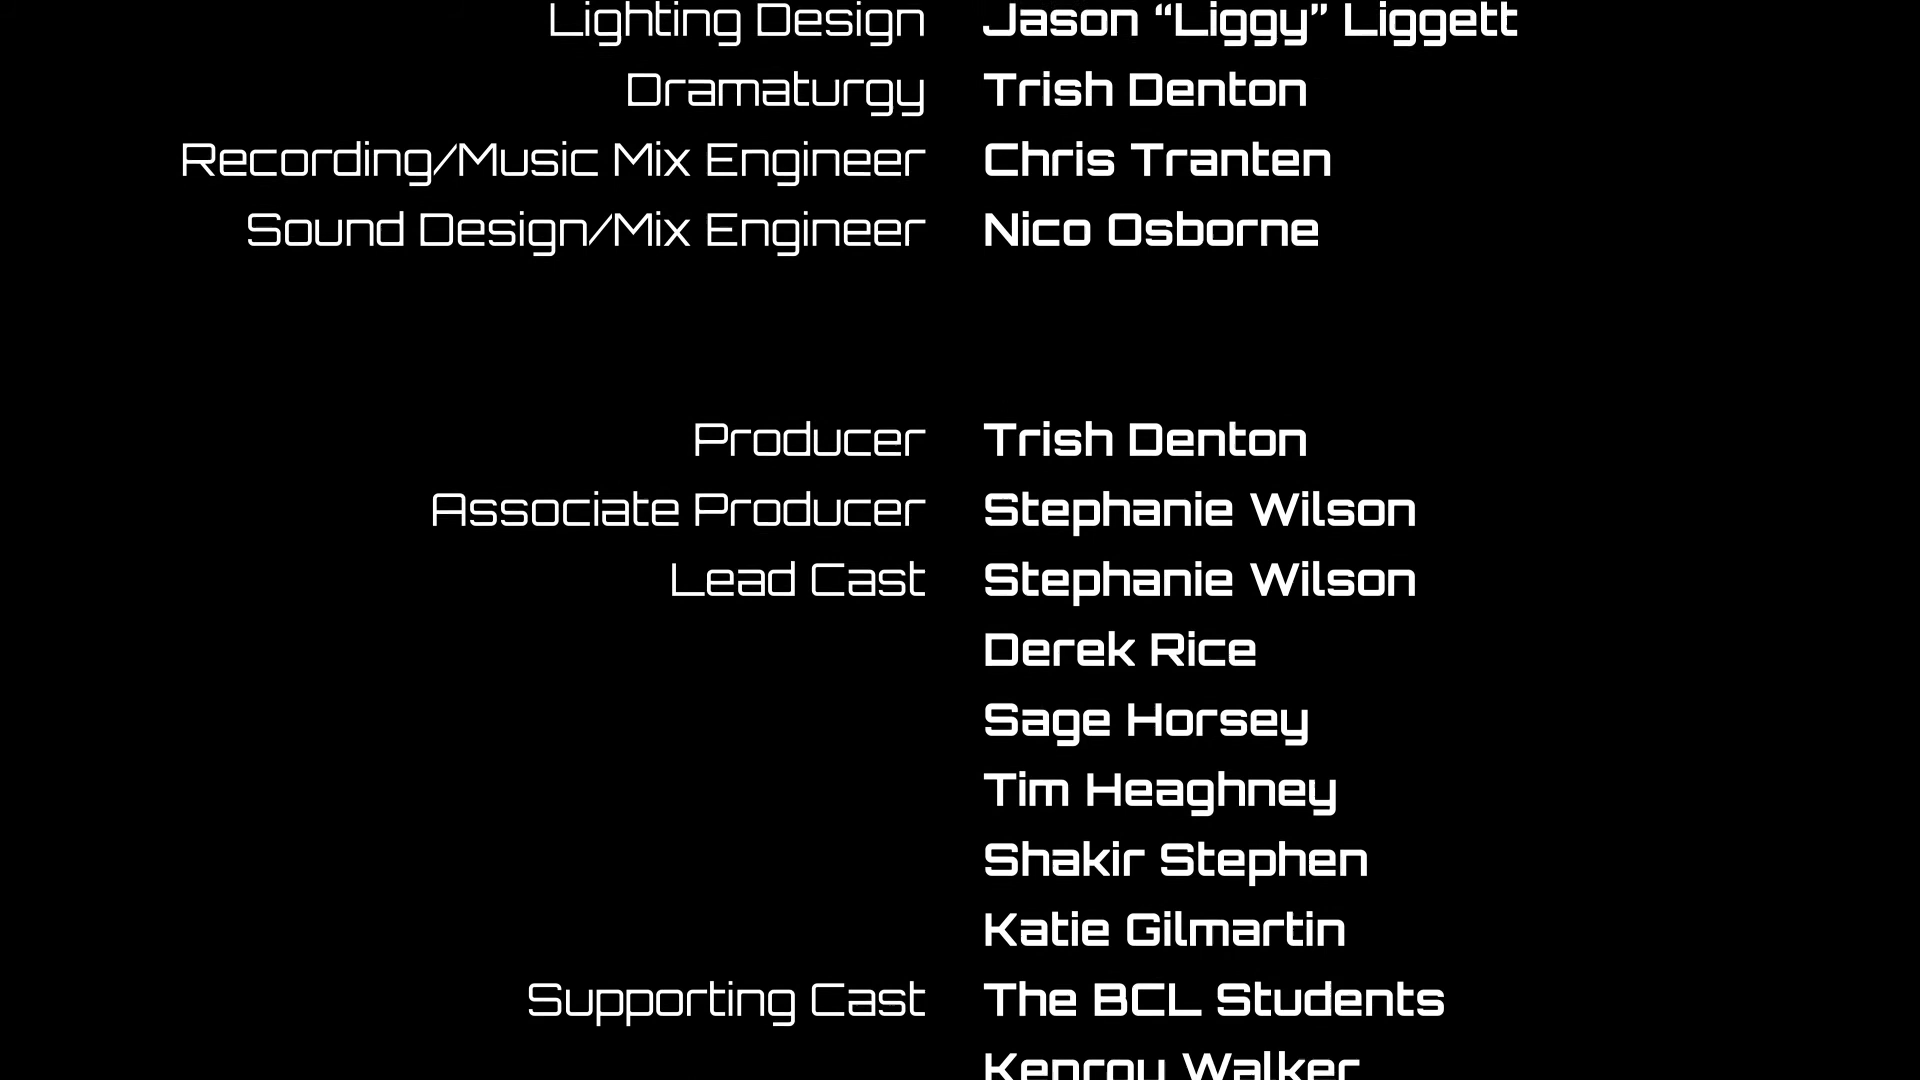 Lighting Design Jason “Liggy” Liggett
Dramaturgy Trish Denton
Recording/Music Mix Engineer Chris Tranten
Sound Design/Mix Engineer Nico Osborne
Producer Trish Denton
Associate Producer Stephanie Wilson
Lead Cast Stephanie Wilson
Derek Rice
Sage Horsey
Tim Heaghney
Shakir Stephen
Katie Gilmartin
Supporting Cast The BCL Students
Kenroy Walker